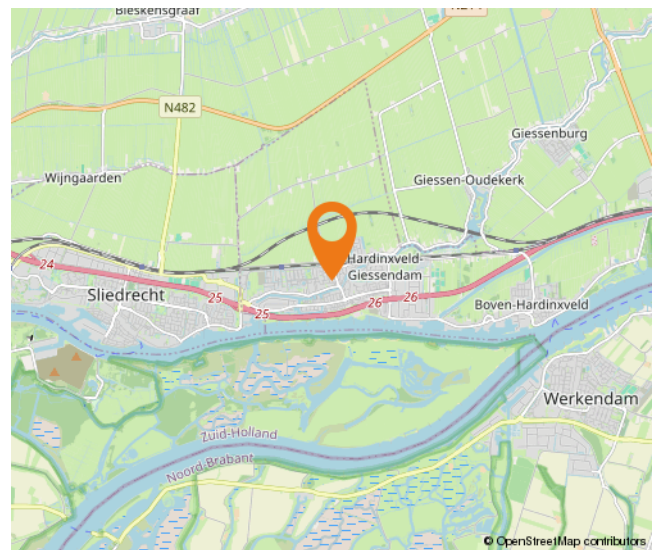 Bleskensgraaf
N482
Giessenburg
Wijngaarden
Giessen-Oudekerk
Hardinxveld-
Giessendam
24
Sliedrecht
25
25
26
26
Boven-Hardinxveld
Werkendam
Zuid-Holland
Noord-Brabant
© OpenStreetMap contributors